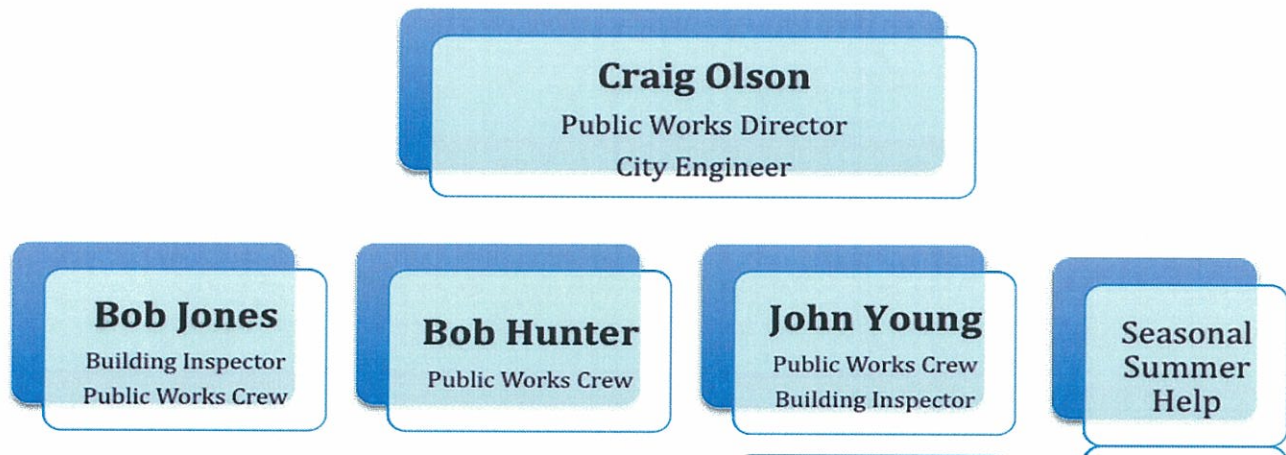 Craig Olson
Public Works Director
City Engineer
Bob Jones
Building Inspector
Public Works Crew
Bob Hunter
Public Works Crew
John Young
Public Works Crew
Building Inspector
Seasonal
Summer
Help